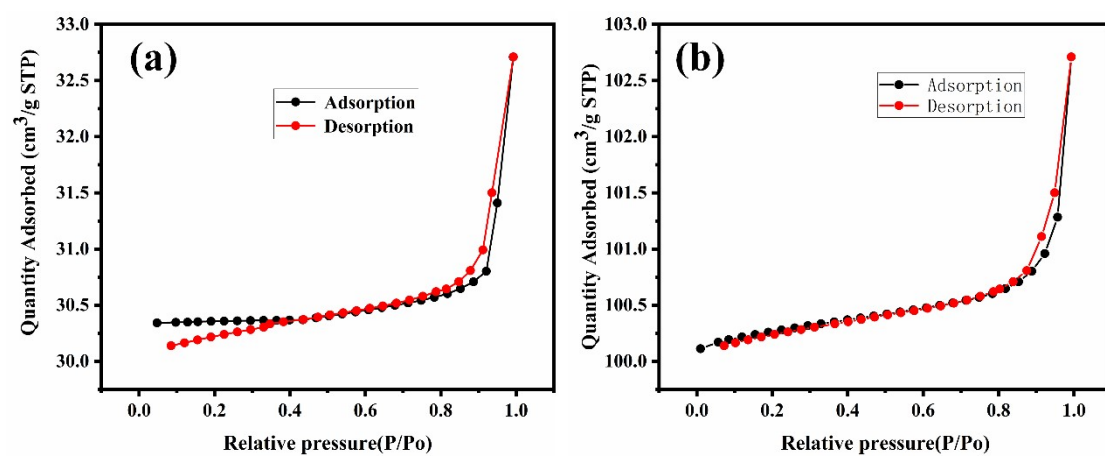 (a)
33.0
32.5
32.0
31.5
31.0
30.5
30.0
Quantity Adsorbed (cm³/g STP)
Adsorption
Desorption
0.0 0.2 0.4 0.6 0.8 1.0
Relative pressure(P/Po)
(b)
103.0
102.5
102.0
101.5
101.0
100.5
100.0
Quantity Adsorbed (cm³/g STP)
Adsorption
Desorption
0.0 0.2 0.4 0.6 0.8 1.0
Relative pressure(P/Po)